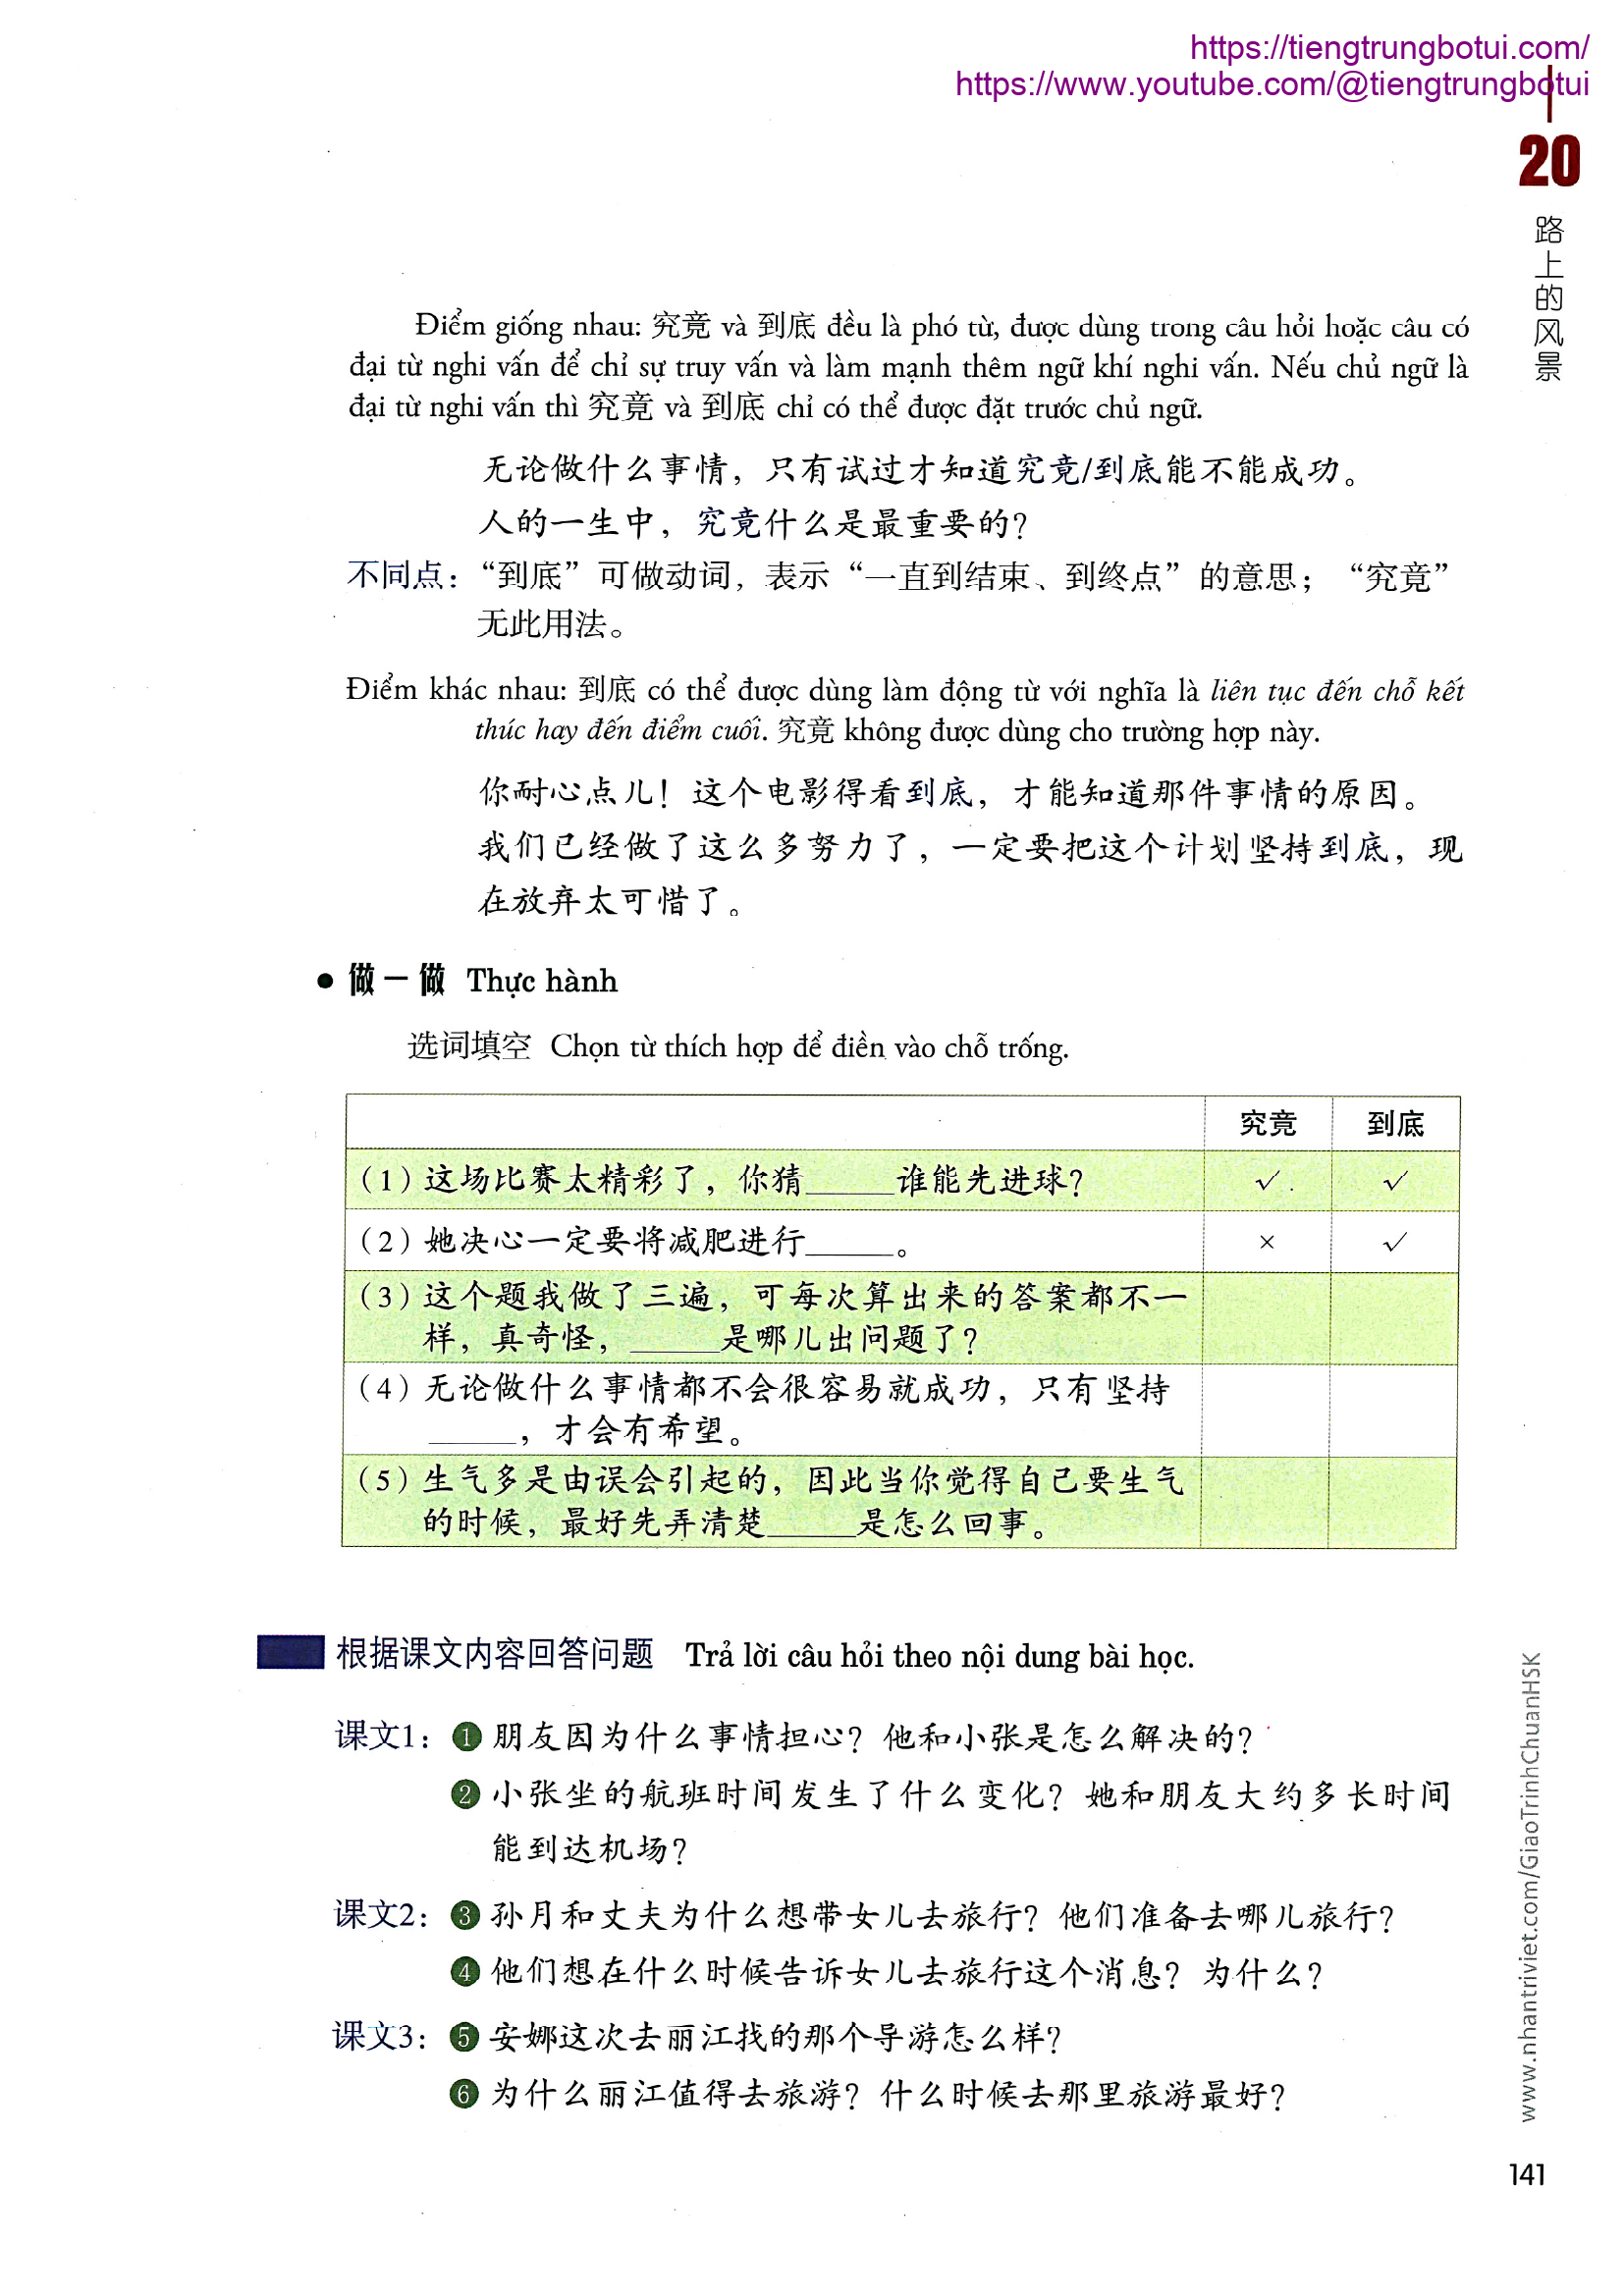 https://tiengtrungbotui.com/
https://www.youtube.com/@tiengtrungbotui
20
路上的风景
Điểm giống nhau: 究竟 và 到底 đều là phó từ, được dùng trong câu hỏi hoặc câu có
đại từ nghi vấn để chỉ sự truy vấn và làm mạnh thêm ngữ khí nghi vấn. Nếu chủ ngữ là
đại từ nghi vấn thì 究竟 và 到底 chỉ có thể được đặt trước chủ ngữ.
无论做什么事情，只有试过才知道究竟/到底能不能成功。
人的一生中，究竟什么是最重要的？
不同点：“到底”可做动词，表示“一直到结束、到终点”的意思；“究竟”
无此用法。
Điểm khác nhau: 到底 có thể được dùng làm động từ với nghĩa là liên tục đến chỗ kết
thúc hay đến điểm cuối. 究竟 không được dùng cho trường hợp này.
你耐心点儿！这个电影得看到底，才能知道那件事情的原因。
我们已经做了这么多努力了，一定要把这个计划坚持到底，现
在放弃太可惜了。
● 做一做 Thực hành
选词填空 Chọn từ thích hợp để điền vào chỗ trống.
究竟 到底
（1）这场比赛太精彩了，你猜_____谁能先进球？ √ √
（2）她决心一定要将减肥进行_____。 × √
（3）这个题我做了三遍，可每次算出来的答案都不一
样，真奇怪，_____是哪儿出问题了？
（4）无论做什么事情都不会很容易就成功，只有坚持
_____，才会有希望。
（5）生气多是由误会引起的，因此当你觉得自己要生气
的时候，最好先弄清楚_____是怎么回事。
根据课文内容回答问题 Trả lời câu hỏi theo nội dung bài học.
课文1：❶ 朋友因为什么事情担心？他和小张是怎么解决的？
❷ 小张坐的航班时间发生了什么变化？她和朋友大约多长时间
能到达机场？
课文2：❸ 孙月和丈夫为什么想带女儿去旅行？他们准备去哪儿旅行？
❹ 他们想在什么时候告诉女儿去旅行这个消息？为什么？
课文3：❺ 安娜这次去丽江找的那个导游怎么样？
❻ 为什么丽江值得去旅游？什么时候去那里旅游最好？
www.nhantriviet.com/GiaoTrinhChuanHSK
141